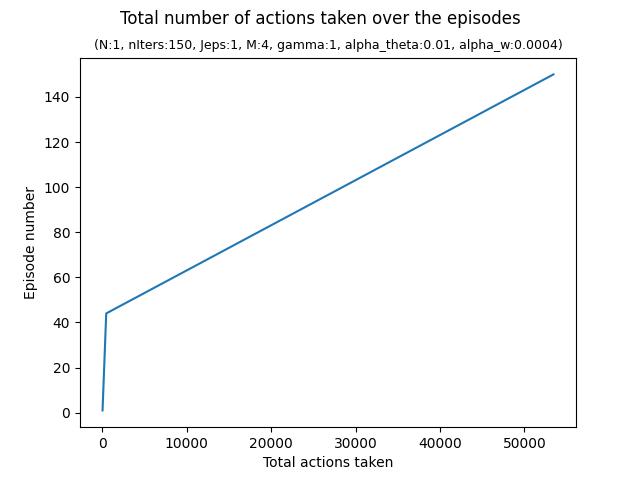 Total number of actions taken over the episodes
(N:1, nIters:150, Jeps:1, M:4, gamma:1, alpha_theta:0.01, alpha_w:0.0004)
140
120
100
80
60
40
20
0
Episode number
0 10000 20000 30000 40000 50000
Total actions taken